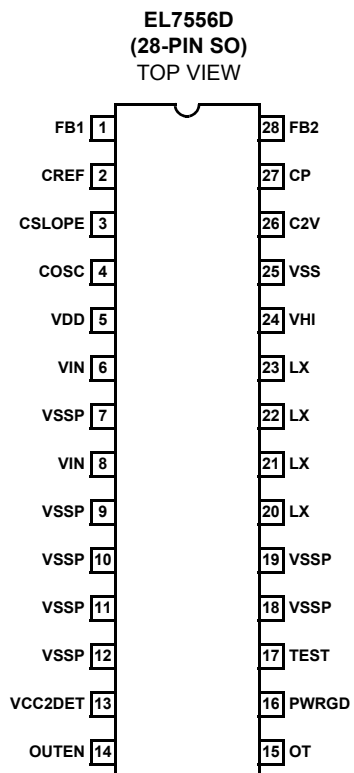 EL7556D
(28-PIN SO)
TOP VIEW
FB1 1 28 FB2
CREF 2 27 CP
CSLOPE 3 26 C2V
COSC 4 25 VSS
VDD 5 24 VHI
VIN 6 23 LX
VSSP 7 22 LX
VIN 8 21 LX
VSSP 9 20 LX
VSSP 10 19 VSSP
VSSP 11 18 VSSP
VSSP 12 17 TEST
VCC2DET 13 16 PWRGD
OUTEN 14 15 OT